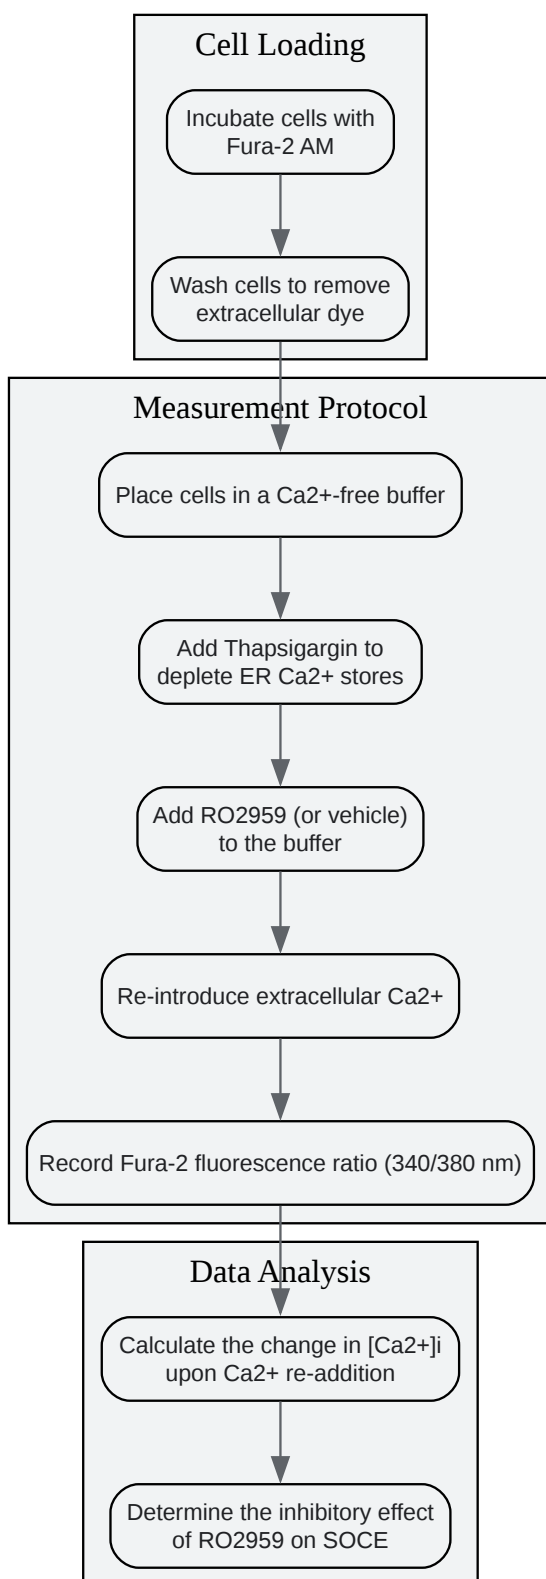 Cell Loading
Incubate cells with
Fura-2 AM
Wash cells to remove
extracellular dye
Measurement Protocol
Place cells in a Ca2+-free buffer
Add Thapsigargin to
deplete ER Ca2+ stores
Add RO2959 (or vehicle)
to the buffer
Re-introduce extracellular Ca2+
Record Fura-2 fluorescence ratio (340/380 nm)
Data Analysis
Calculate the change in [Ca2+]i
upon Ca2+ re-addition
Determine the inhibitory effect
of RO2959 on SOCE